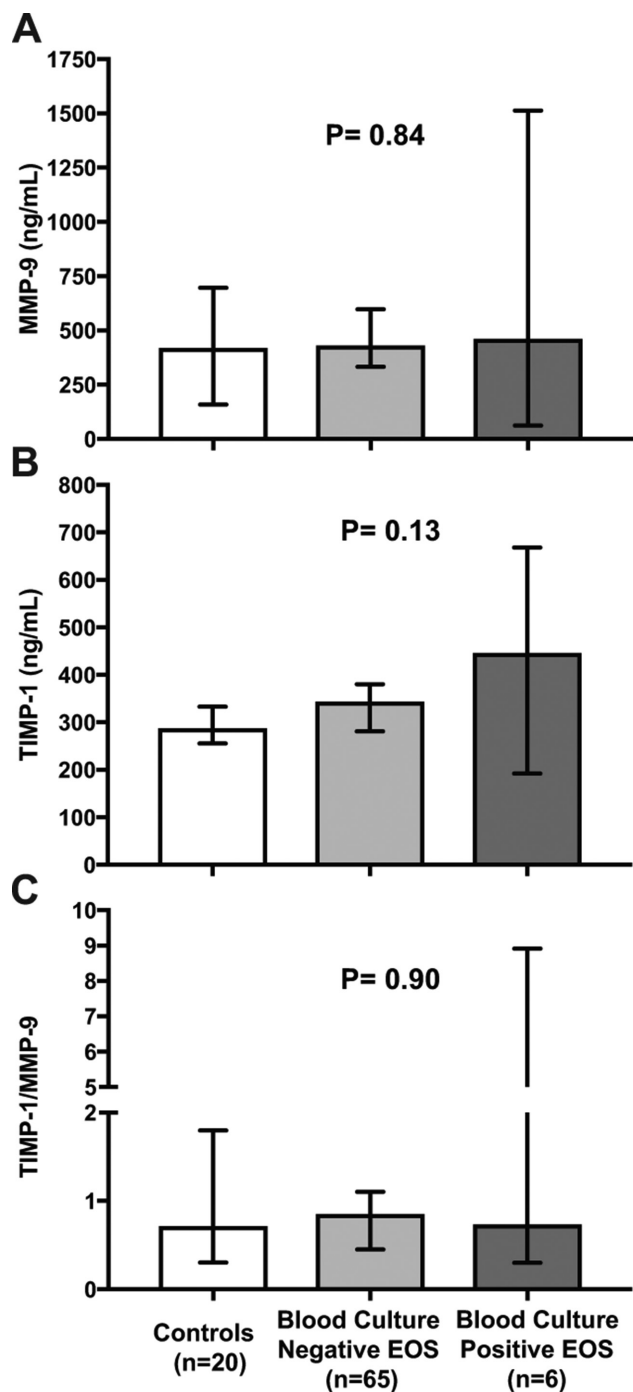 A
1750
1500
1250
1000
750
500
250
0
MMP-9 (ng/mL)
P= 0.84
B
800
700
600
500
400
300
200
100
0
TIMP-1 (ng/mL)
P= 0.13
C
10
9
8
7
6
5
2
1
0
TIMP-1/MMP-9
P= 0.90
Controls
(n=20)
Blood Culture
Negative EOS
(n=65)
Blood Culture
Positive EOS
(n=6)